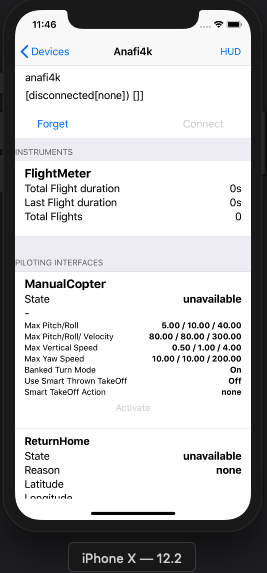 11:46
Devices Anafi4k HUD
anafi4k
[disconnected[none]) []]
Forget Connect
INSTRUMENTS
FlightMeter
Total Flight duration 0s
Last Flight duration 0s
Total Flights 0
PILOTING INTERFACES
ManualCopter
State unavailable
-
Max Pitch/Roll 5.00 / 10.00 / 40.00
Max Pitch/Roll/ Velocity 80.00 / 80.00 / 300.00
Max Vertical Speed 0.50 / 1.00 / 4.00
Max Yaw Speed 10.00 / 10.00 / 200.00
Banked Turn Mode On
Use Smart Thrown TakeOff Off
Smart TakeOff Action none
Activate
ReturnHome
State unavailable
Reason none
Latitude
Longitude
iPhone X — 12.2